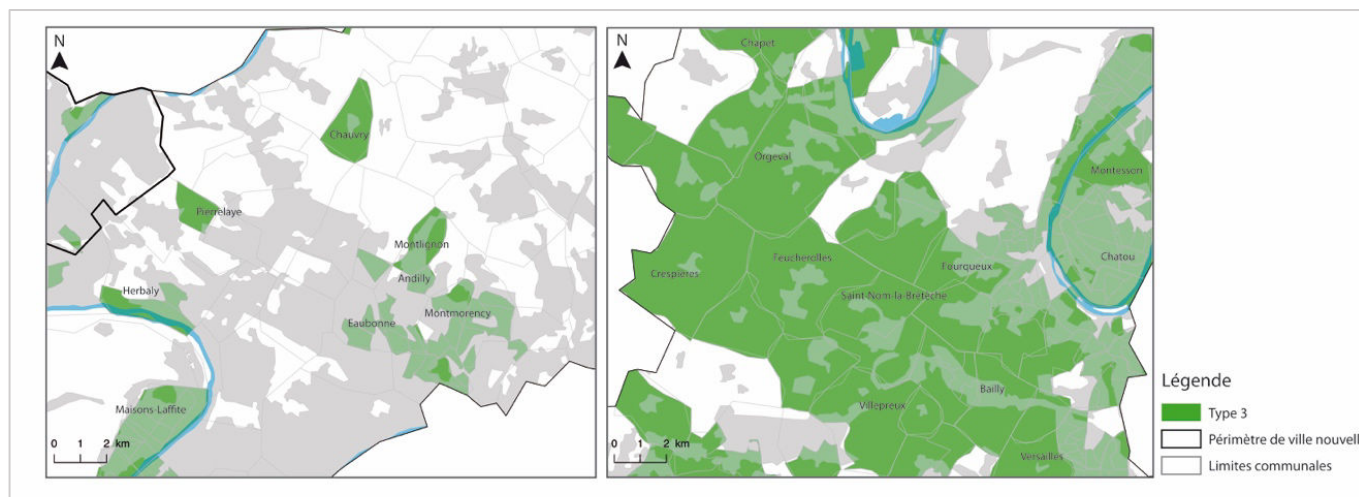 N
Chauvry
Pierrelaye
Montlignon
Andilly
Herbaly
Eaubonne
Montmorency
Maisons-Laffite
0 1 2 km
N
Chapet
Orgeval
Montesson
Crespières
Feucherolles
Fourqueux
Chatou
Saint-Nom-la-Bretèche
Bailly
Villepreux
Versailles
0 1 2 km
Légende
Type 3
Périmètre de ville nouvell
Limites communales